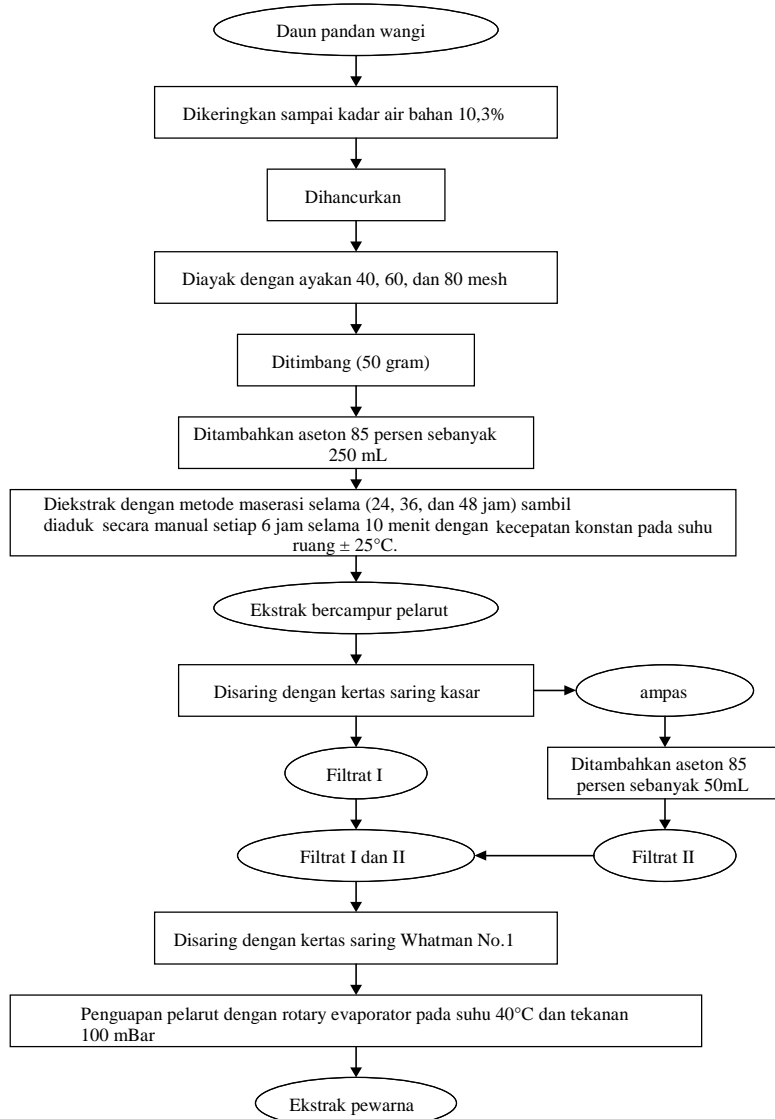 Daun pandan wangi
Dikeringkan sampai kadar air bahan 10,3%
Dihancurkan
Diayak dengan ayakan 40, 60, dan 80 mesh
Ditimbang (50 gram)
Ditambahkan aseton 85 persen sebanyak
250 mL
Diekstrak dengan metode maserasi selama (24, 36, dan 48 jam) sambil
diaduk secara manual setiap 6 jam selama 10 menit dengan kecepatan konstan pada suhu
ruang ± 25°C.
Ekstrak bercampur pelarut
Disaring dengan kertas saring kasar
ampas
Filtrat I
Ditambahkan aseton 85
persen sebanyak 50mL
Filtrat I dan II
Filtrat II
Disaring dengan kertas saring Whatman No.1
Penguapan pelarut dengan rotary evaporator pada suhu 40°C dan tekanan
100 mBar
Ekstrak pewarna